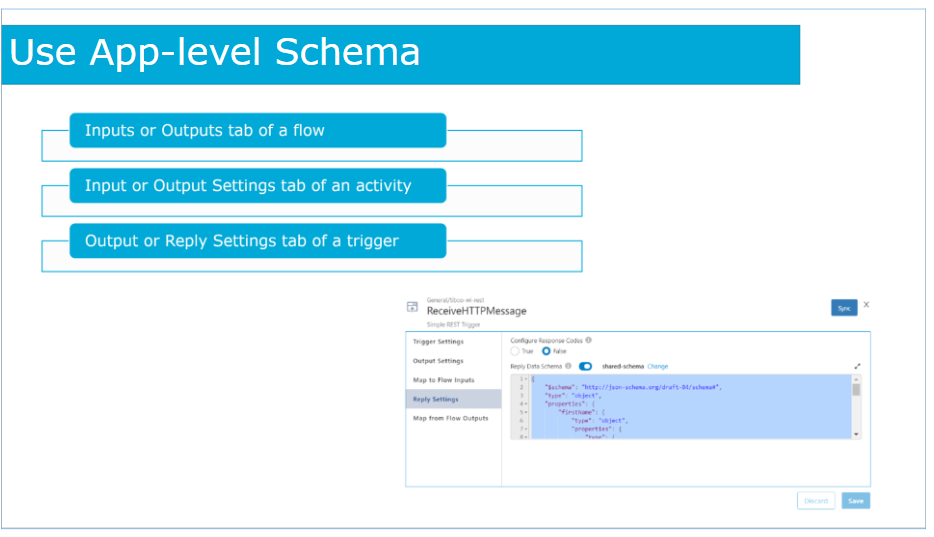 Use App-level Schema
Inputs or Outputs tab of a flow
Input or Output Settings tab of an activity
Output or Reply Settings tab of a trigger
General/tibco-wi-rest
ReceiveHTTPMessage
Simple REST Trigger
Sync X
Trigger Settings
Output Settings
Map to Flow Inputs
Reply Settings
Map from Flow Outputs
Configure Response Codes
True False
Reply Data Schema shared-schema Change
1 {
2 "$schema": "http://json-schema.org/draft-04/schema#",
3 "type": "object",
4 "properties": {
5 "firstName": {
6 "type": "object",
7 "properties": {
8 "type": {
Discard Save